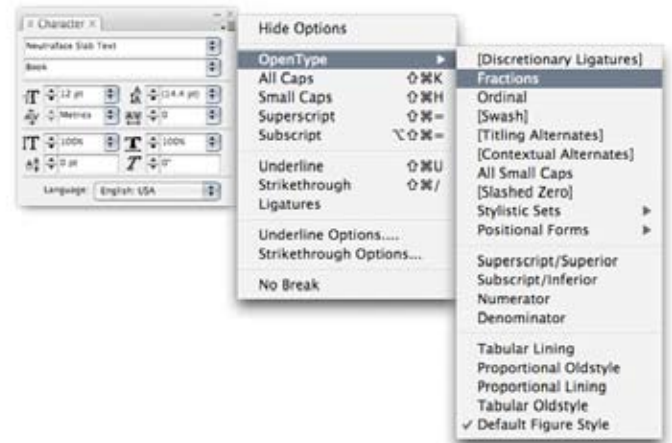 Character ×
Neutraface Slab Text
Book
12 pt
(14.4 pt)
Metrics
0
100%
100%
0 pt
0°
Language: English: USA
Hide Options
OpenType
All Caps ⇧⌘K
Small Caps ⇧⌘H
Superscript ⇧⌘=
Subscript ⌥⇧⌘=
Underline ⇧⌘U
Strikethrough ⇧⌘/
Ligatures
Underline Options....
Strikethrough Options...
No Break
[Discretionary Ligatures]
Fractions
Ordinal
[Swash]
[Titling Alternates]
[Contextual Alternates]
All Small Caps
[Slashed Zero]
Stylistic Sets
Positional Forms
Superscript/Superior
Subscript/Inferior
Numerator
Denominator
Tabular Lining
Proportional Oldstyle
Proportional Lining
Tabular Oldstyle
✓ Default Figure Style